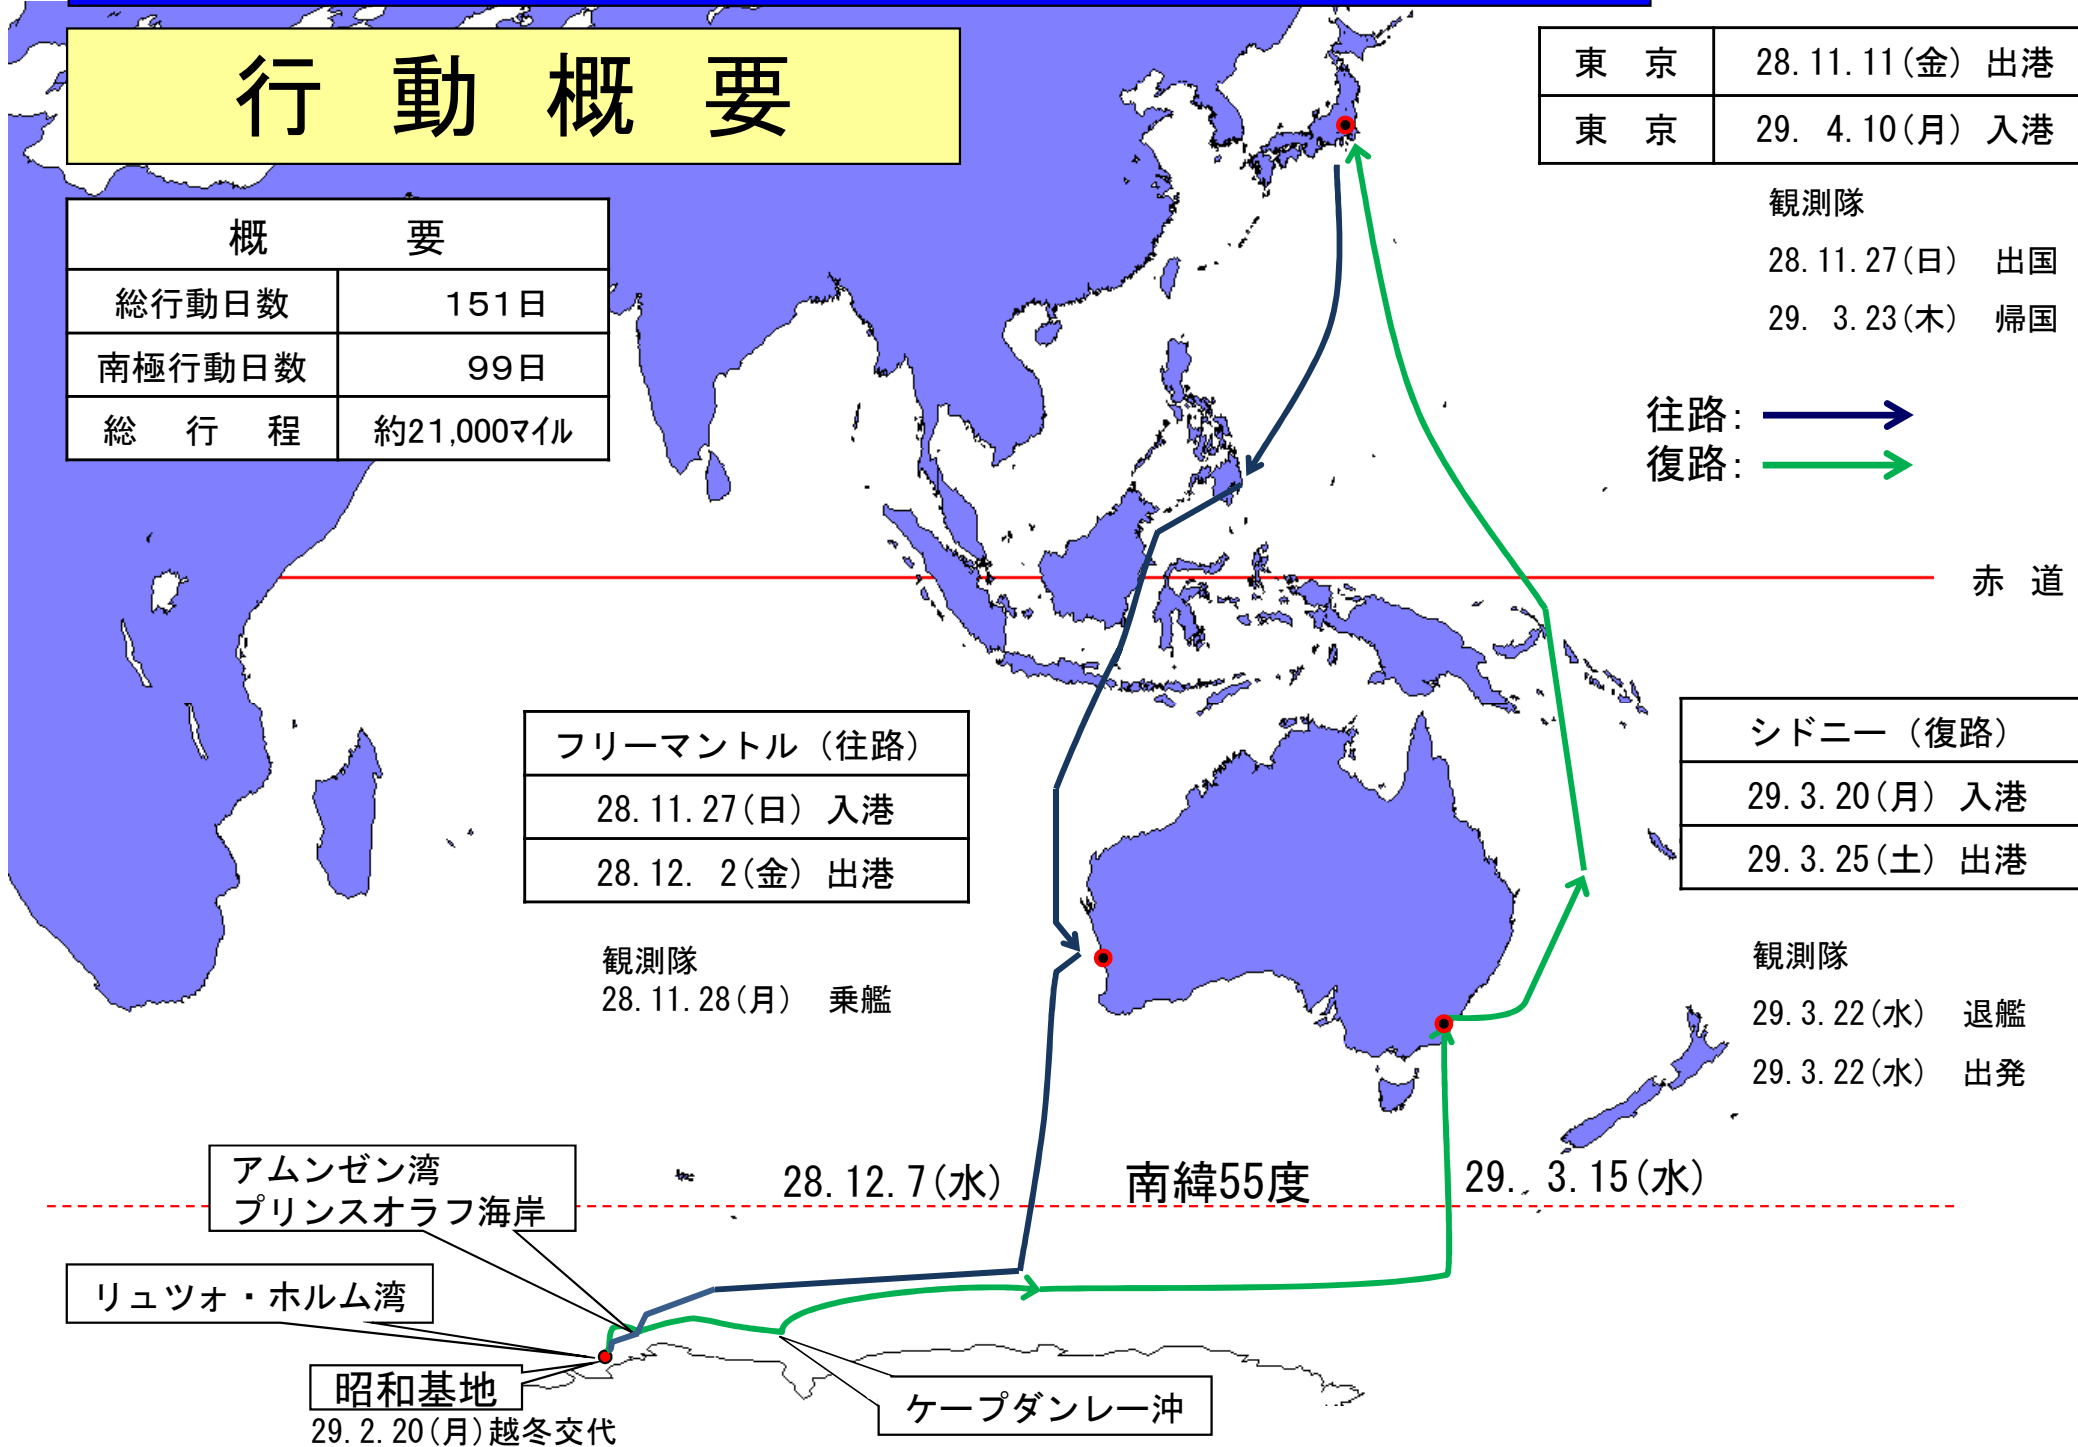 行 動 概 要
東 京 28.11.11(金) 出港
東 京 29. 4.10(月) 入港
観測隊
28.11.27(日) 出国
29. 3.23(木) 帰国
概 要
総行動日数 151日
南極行動日数 99日
総 行 程 約21,000マイル
往路:
復路:
赤 道
フリーマントル（往路）
28.11.27(日) 入港
28.12. 2(金) 出港
観測隊
28.11.28(月) 乗艦
シドニー（復路）
29.3.20(月) 入港
29.3.25(土) 出港
観測隊
29.3.22(水) 退艦
29.3.22(水) 出発
アムンゼン湾
プリンスオラフ海岸
28.12.7(水)
南緯55度
29. 3.15(水)
リュツォ・ホルム湾
昭和基地
29.2.20(月)越冬交代
ケープダンレー沖